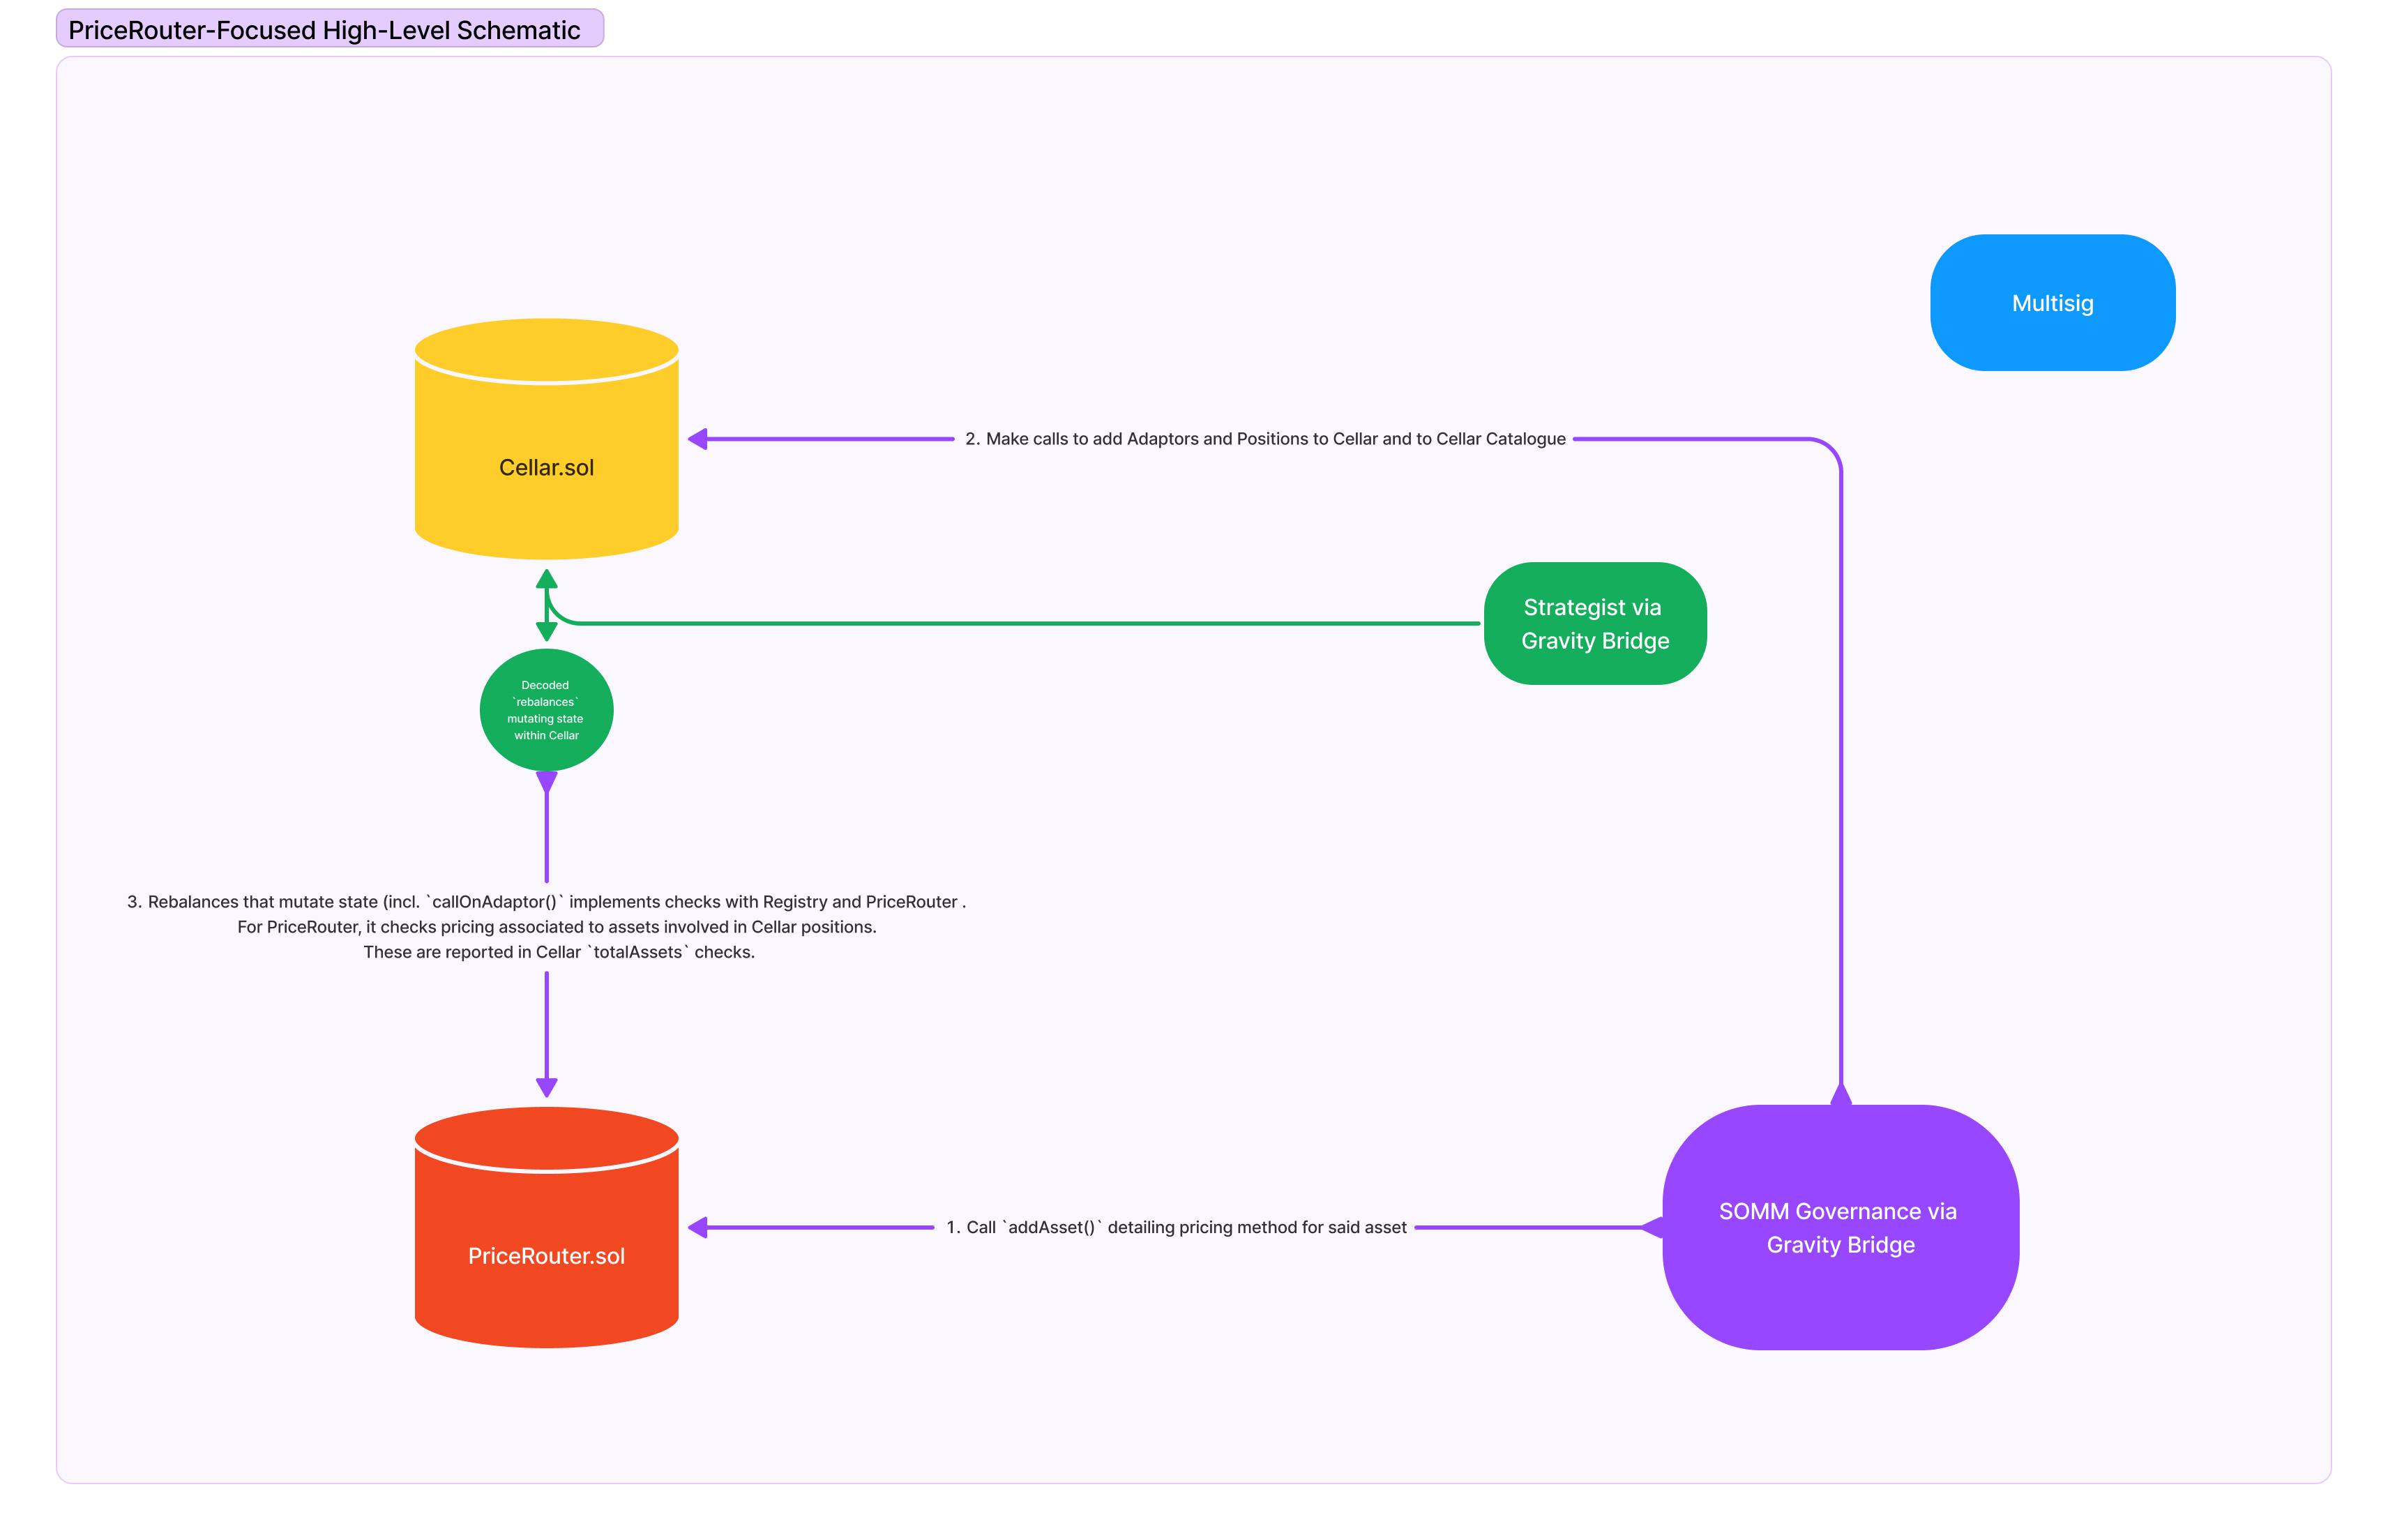 PriceRouter-Focused High-Level Schematic
Multisig
2. Make calls to add Adaptors and Positions to Cellar and to Cellar Catalogue
Cellar.sol
Strategist via
Gravity Bridge
Decoded
`rebalances`
mutating state
within Cellar
3. Rebalances that mutate state (incl. `callOnAdaptor()` implements checks with Registry and PriceRouter .
For PriceRouter, it checks pricing associated to assets involved in Cellar positions.
These are reported in Cellar `totalAssets` checks.
PriceRouter.sol
1. Call `addAsset()` detailing pricing method for said asset
SOMM Governance via
Gravity Bridge